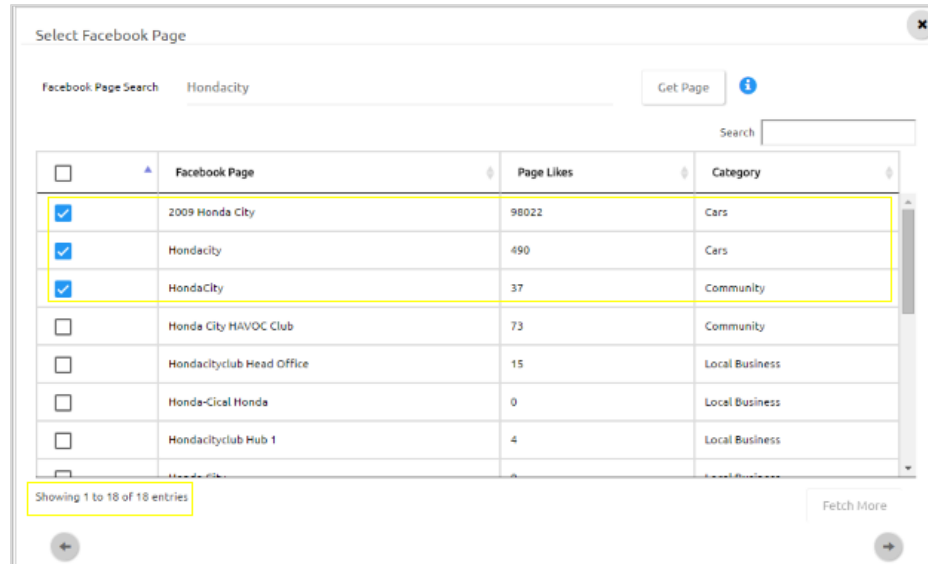 Select Facebook Page
Facebook Page Search Hondacity Get Page
Search
Facebook Page Page Likes Category
2009 Honda City 98022 Cars
Hondacity 490 Cars
HondaCity 37 Community
Honda City HAVOC Club 73 Community
Hondacityclub Head Office 15 Local Business
Honda-Cical Honda 0 Local Business
Hondacityclub Hub 1 4 Local Business
Showing 1 to 18 of 18 entries
Fetch More